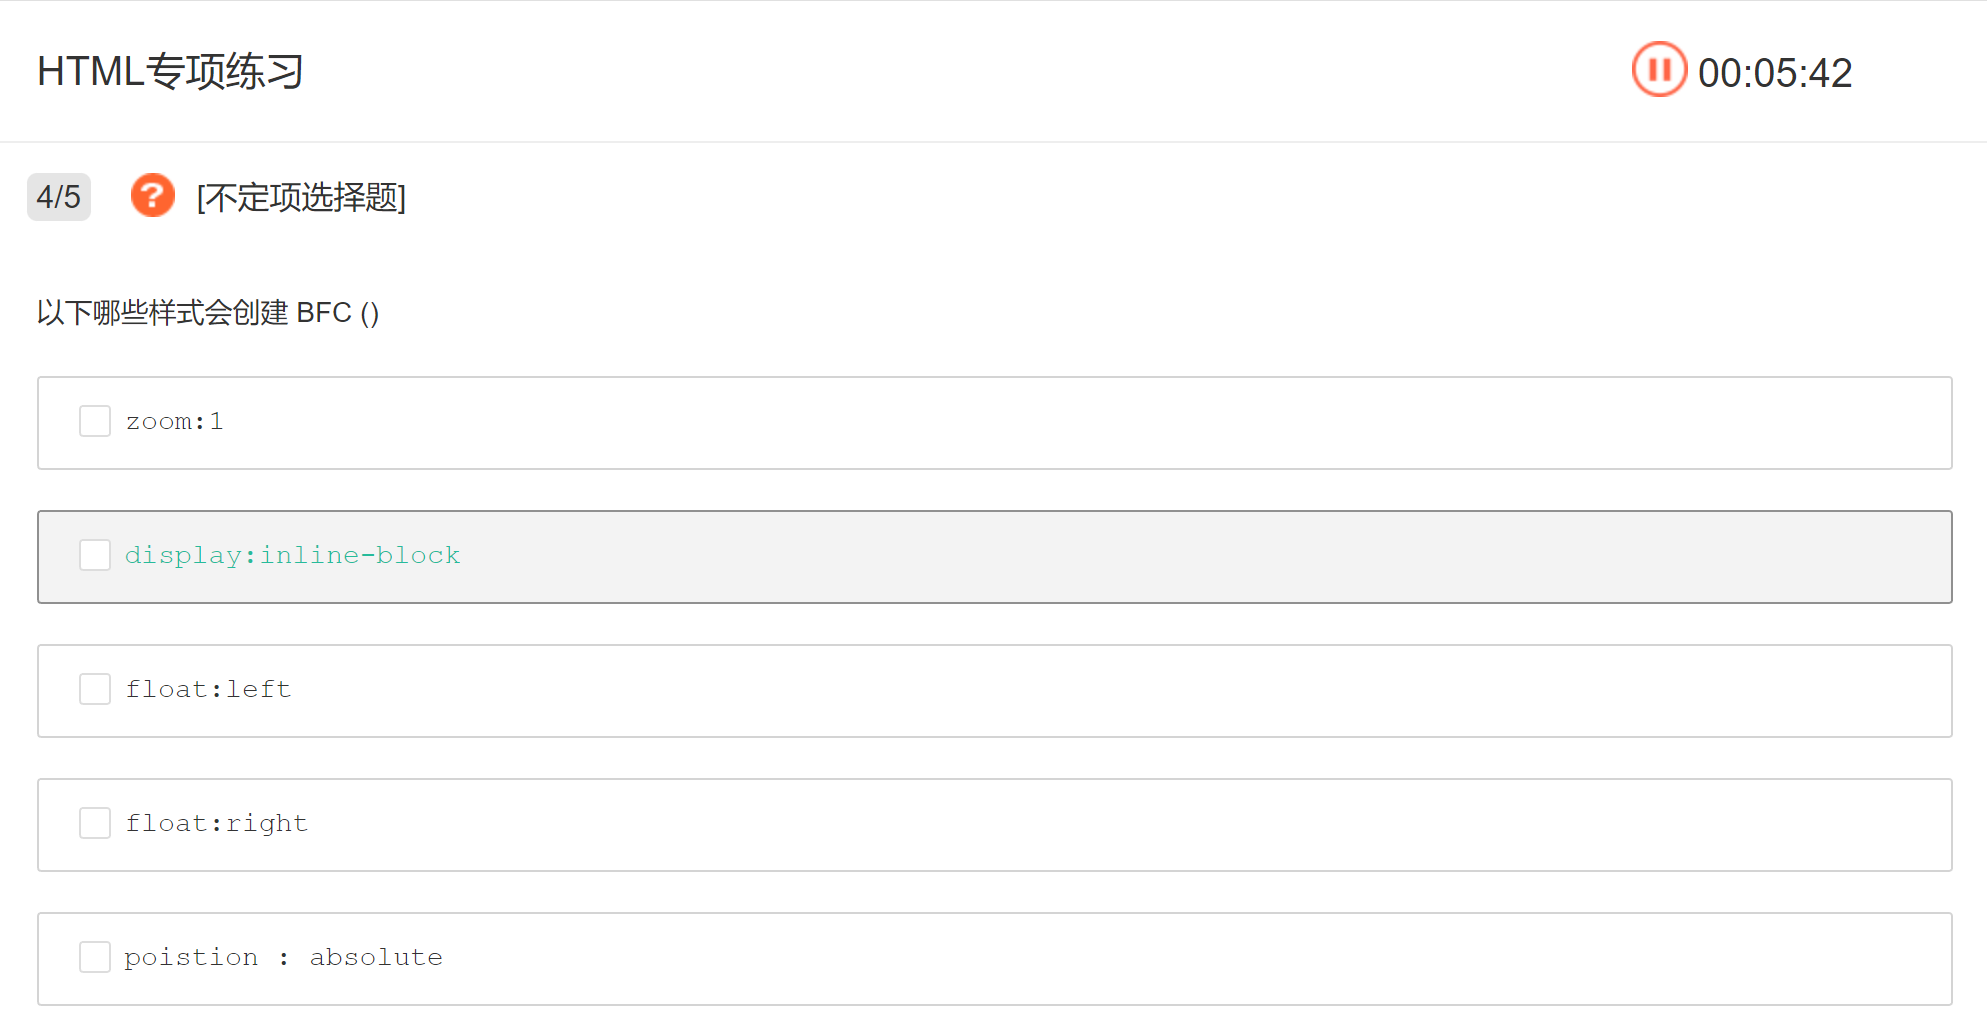 HTML专项练习
00:05:42
4/5 ? [不定项选择题]
以下哪些样式会创建 BFC ()
zoom:1
display:inline-block
float:left
float:right
poistion : absolute